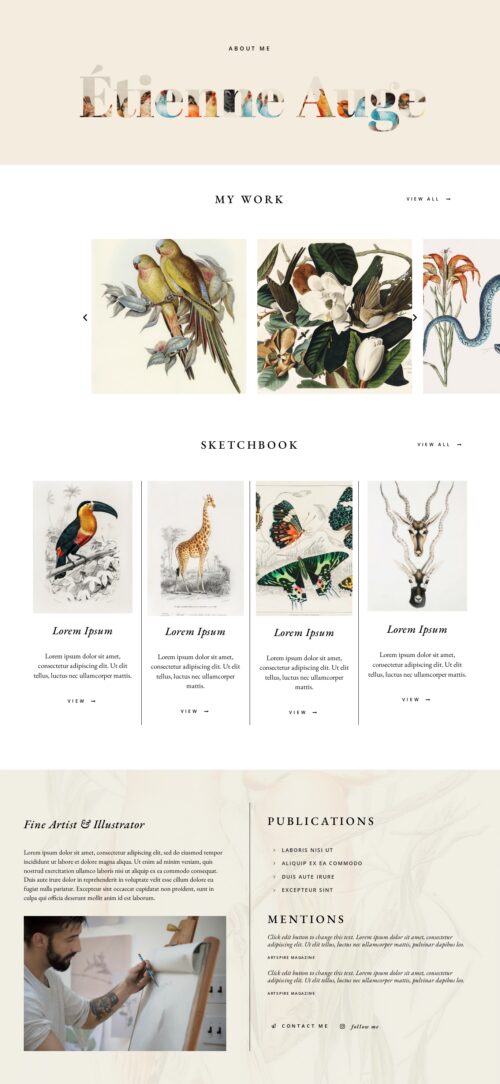 ABOUT ME
Étienne Auge
MY WORK
VIEW ALL →
SKETCHBOOK
VIEW ALL →
Lorem Ipsum
Lorem ipsum dolor sit amet,
consectetur adipiscing elit. Ut elit
tellus, luctus nec ullamcorper mattis.
VIEW →
Lorem Ipsum
Lorem ipsum dolor sit amet,
consectetur adipiscing elit. Ut elit
tellus, luctus nec ullamcorper
mattis.
VIEW →
Lorem Ipsum
Lorem ipsum dolor sit amet,
consectetur adipiscing elit. Ut elit
tellus, luctus nec ullamcorper
mattis.
VIEW →
Lorem Ipsum
Lorem ipsum dolor sit amet,
consectetur adipiscing elit. Ut elit
tellus, luctus nec ullamcorper mattis.
VIEW →
Fine Artist & Illustrator
Lorem ipsum dolor sit amet, consectetur adipiscing elit, sed do eiusmod tempor
incididunt ut labore et dolore magna aliqua. Ut enim ad minim veniam, quis
nostrud exercitation ullamco laboris nisi ut aliquip ex ea commodo consequat.
Duis aute irure dolor in reprehenderit in voluptate velit esse cillum dolore eu
fugiat nulla pariatur. Excepteur sint occaecat cupidatat non proident, sunt in
culpa qui officia deserunt mollit anim id est laborum.
PUBLICATIONS
LABORIS NISI UT
ALIQUIP EX EA COMMODO
DUIS AUTE IRURE
EXCEPTEUR SINT
MENTIONS
Click edit button to change this text. Lorem ipsum dolor sit amet, consectetur
adipiscing elit. Ut elit tellus, luctus nec ullamcorper mattis, pulvinar dapibus leo.
ARTSPIRE MAGAZINE
Click edit button to change this text. Lorem ipsum dolor sit amet, consectetur
adipiscing elit. Ut elit tellus, luctus nec ullamcorper mattis, pulvinar dapibus leo.
ARTSPIRE MAGAZINE
CONTACT ME
follow me